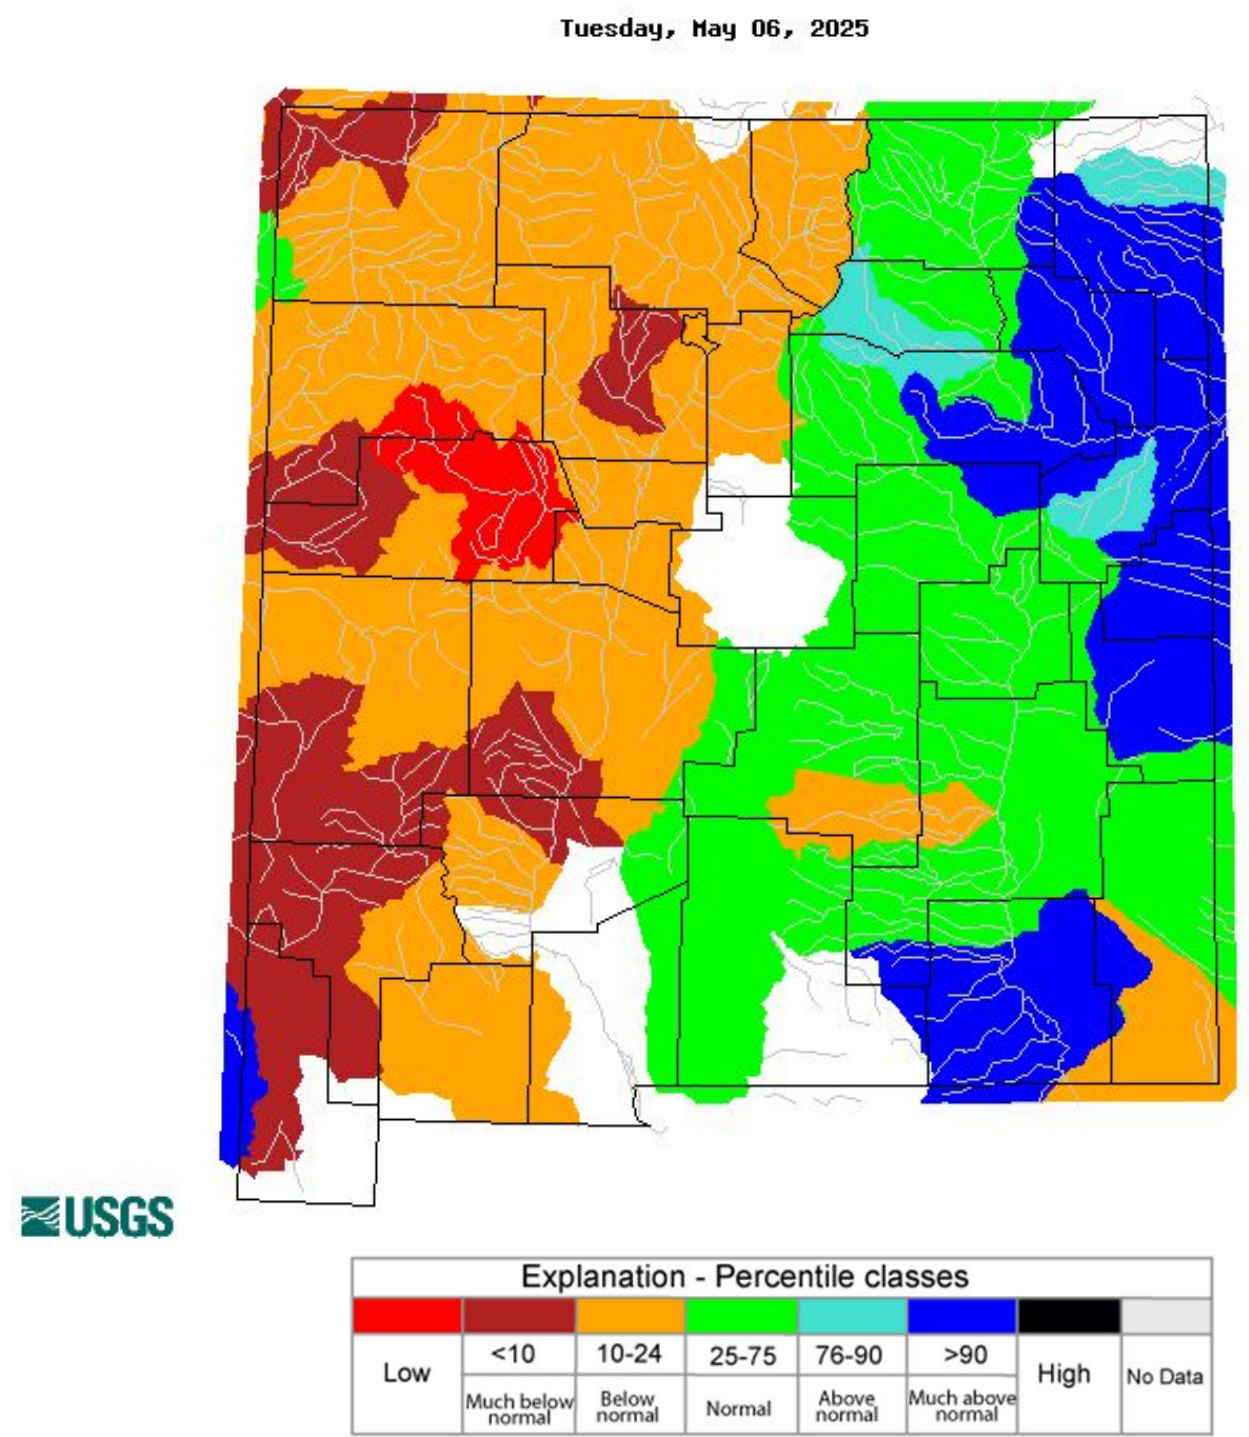 Tuesday, May 06, 2025
USGS
Explanation - Percentile classes
Low
<10
10-24
25-75
76-90
>90
High
No Data
Much below
normal
Below
normal
Normal
Above
normal
Much above
normal